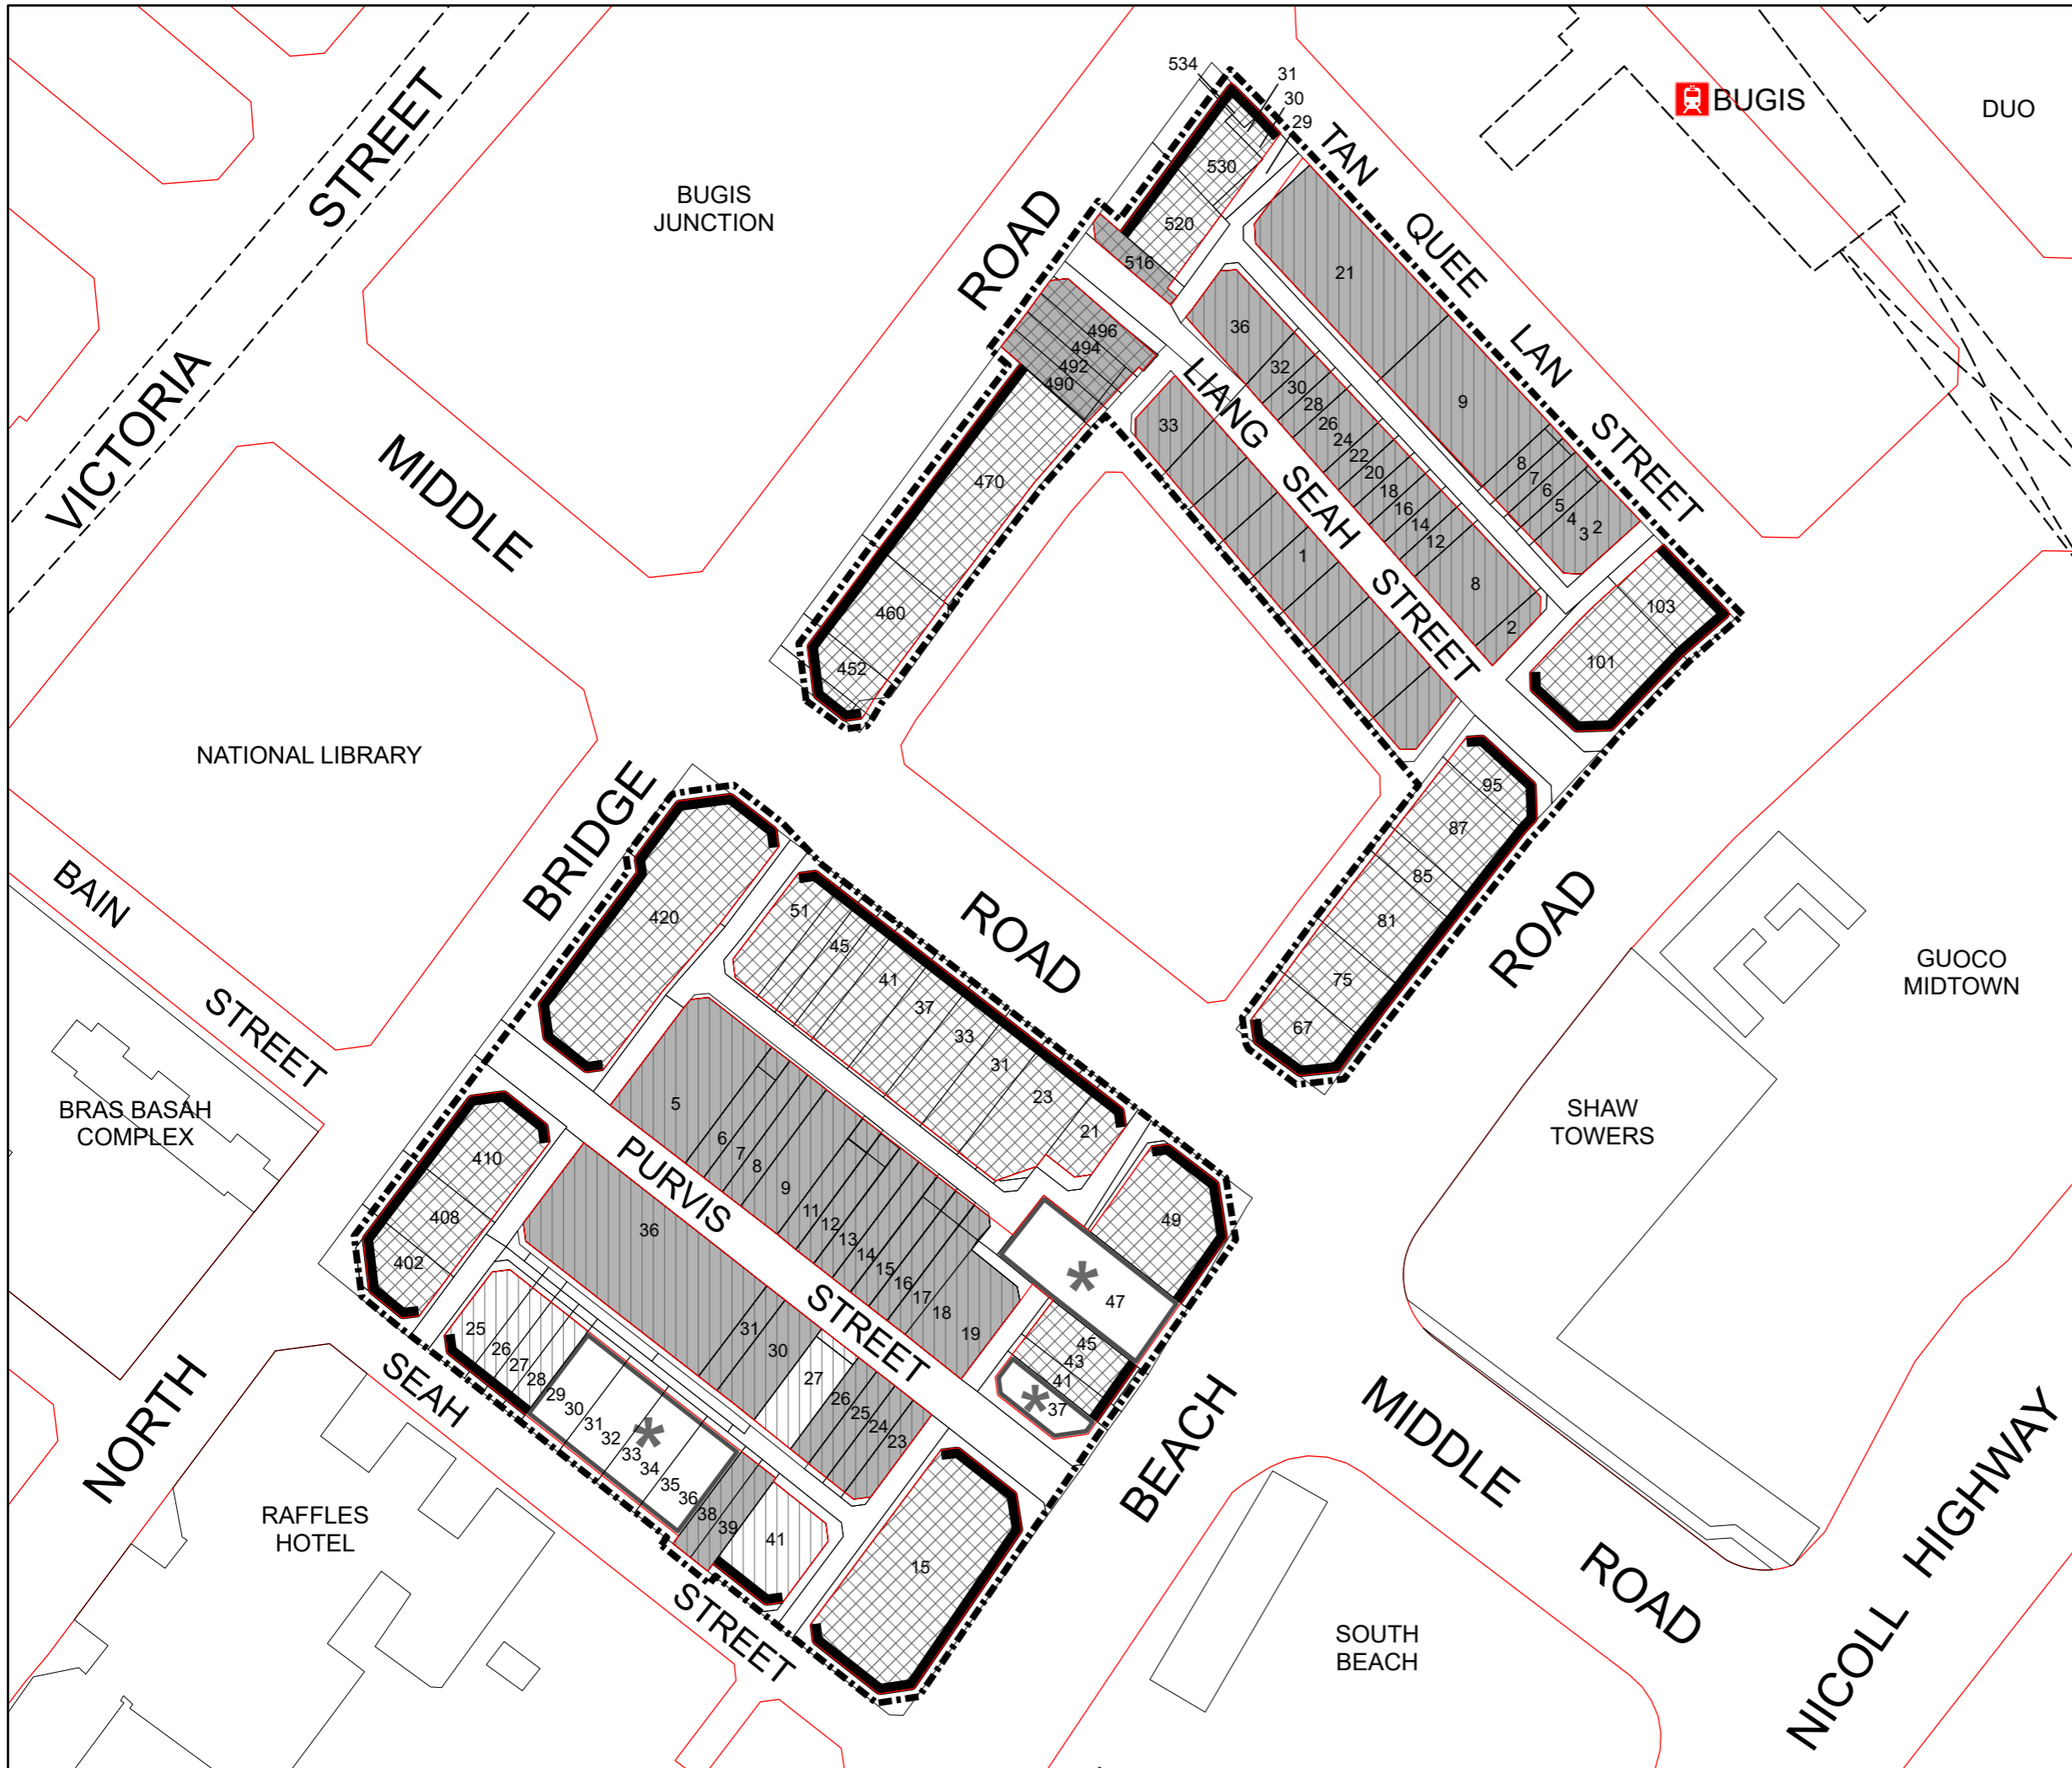 534
31
30
29
BUGIS
DUO
TAN
QUEE
LAN
STREET
VICTORIA
STREET
BUGIS
JUNCTION
ROAD
530
520
516
21
9
8
7
6
5
4
3
2
496
494
492
490
36
32
30
28
26
24
22
20
18
16
14
12
8
2
LIANG
SEAH
STREET
33
1
103
101
470
460
452
MIDDLE
NATIONAL LIBRARY
BRIDGE
95
87
85
81
75
67
ROAD
ROAD
GUOCO
MIDTOWN
BAIN
STREET
420
51
45
41
37
33
31
23
21
BRAS BASAH
COMPLEX
SHAW
TOWERS
5
6
7
8
9
11
12
13
14
15
16
17
18
19
49
*
47
45
43
41
*
37
PURVIS
STREET
410
408
402
36
31
30
27
26
25
24
23
25
26
27
28
29
30
31
32
33
34
35
36
*
38
39
41
15
SEAH
STREET
NORTH
RAFFLES
HOTEL
BEACH
MIDDLE
ROAD
SOUTH
BEACH
NICOLL
HIGHWAY